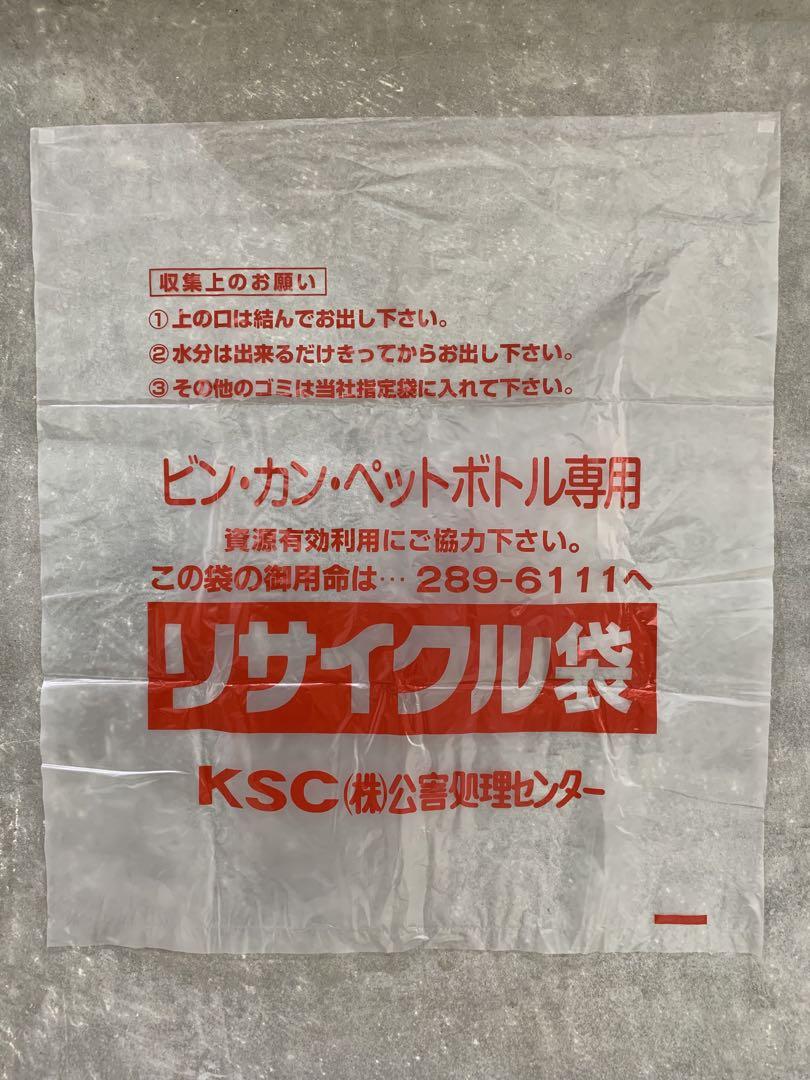 収集上のお願い
①上の口は結んでお出し下さい。
②水分は出来るだけきってからお出し下さい。
③その他のゴミは当社指定袋に入れて下さい。
ビン・カン・ペットボトル専用
資源有効利用にご協力下さい。
この袋の御用命は… 289-6111へ
リサイクル袋
KSC(株)公害処理センター